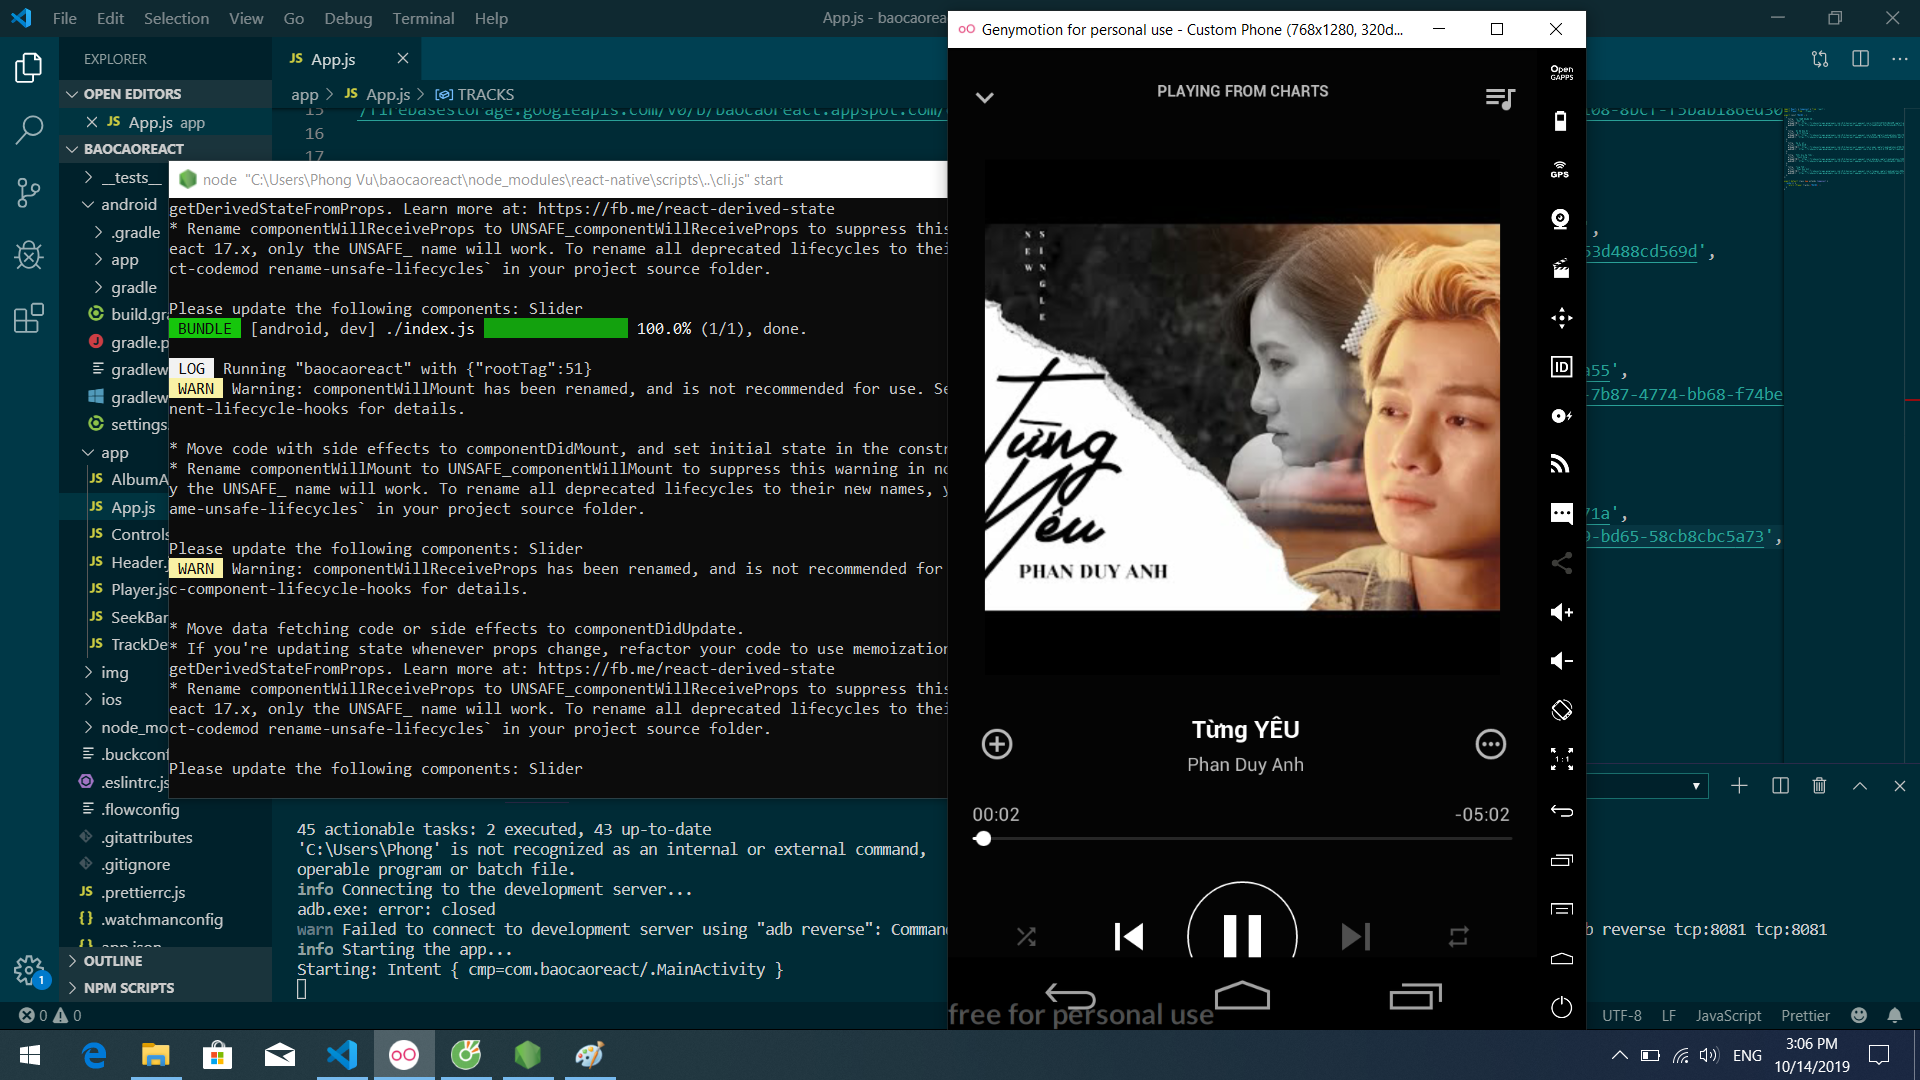 File Edit Selection View Go Debug Terminal Help
App.js - baocaorea
EXPLORER
OPEN EDITORS
App.js app
BAOCAOREACT
__tests__
android
.gradle
app
gradle
build.gr
gradle.p
gradlew
gradlew
settings.
app
AlbumA
App.js
Controls
Header.
Player.js
SeekBar
TrackDe
img
ios
node_mo
.buckconf
.eslintrc.js
.flowconfig
.gitattributes
.gitignore
.prettierrc.js
.watchmanconfig
OUTLINE
NPM SCRIPTS
JS App.js
app > JS App.js > TRACKS
15 /firebasestorage.googleapis.com/v0/b/baocaoreact.appspot.com/
16
17
node "C:\Users\Phong Vu\baocaoreact\node_modules\react-native\scripts\..\cli.js" start
getDerivedStateFromProps. Learn more at: https://fb.me/react-derived-state
* Rename componentWillReceiveProps to UNSAFE_componentWillReceiveProps to suppress this
eact 17.x, only the UNSAFE_ name will work. To rename all deprecated lifecycles to thei
ct-codemod rename-unsafe-lifecycles` in your project source folder.
Please update the following components: Slider
BUNDLE [android, dev] ./index.js 100.0% (1/1), done.
LOG Running "baocaoreact" with {"rootTag":51}
WARN Warning: componentWillMount has been renamed, and is not recommended for use. Se
nent-lifecycle-hooks for details.
* Move code with side effects to componentDidMount, and set initial state in the constr
* Rename componentWillMount to UNSAFE_componentWillMount to suppress this warning in no
y the UNSAFE_ name will work. To rename all deprecated lifecycles to their new names, y
ame-unsafe-lifecycles` in your project source folder.
Please update the following components: Slider
WARN Warning: componentWillReceiveProps has been renamed, and is not recommended for
c-component-lifecycle-hooks for details.
* Move data fetching code or side effects to componentDidUpdate.
* If you're updating state whenever props change, refactor your code to use memoization
getDerivedStateFromProps. Learn more at: https://fb.me/react-derived-state
* Rename componentWillReceiveProps to UNSAFE_componentWillReceiveProps to suppress this
eact 17.x, only the UNSAFE_ name will work. To rename all deprecated lifecycles to thei
ct-codemod rename-unsafe-lifecycles` in your project source folder.
Please update the following components: Slider
45 actionable tasks: 2 executed, 43 up-to-date
'C:\Users\Phong' is not recognized as an internal or external command,
operable program or batch file.
info Connecting to the development server...
adb.exe: error: closed
warn Failed to connect to development server using "adb reverse": Comman
info Starting the app...
Starting: Intent { cmp=com.baocaoreact/.MainActivity }
Genymotion for personal use - Custom Phone (768x1280, 320d...
PLAYING FROM CHARTS
NEW SINGLE
Từng Yêu
PHAN DUY ANH
Từng YÊU
Phan Duy Anh
00:02 -05:02
free for personal use
Open GAPPS
GPS
ID
1:1
53d488cd569d',
a55',
-7b87-4774-bb68-f74be
71a',
9-bd65-58cb8cbc5a73',
b reverse tcp:8081 tcp:8081
1
0 0
UTF-8 LF JavaScript Prettier
ENG
3:06 PM
10/14/2019